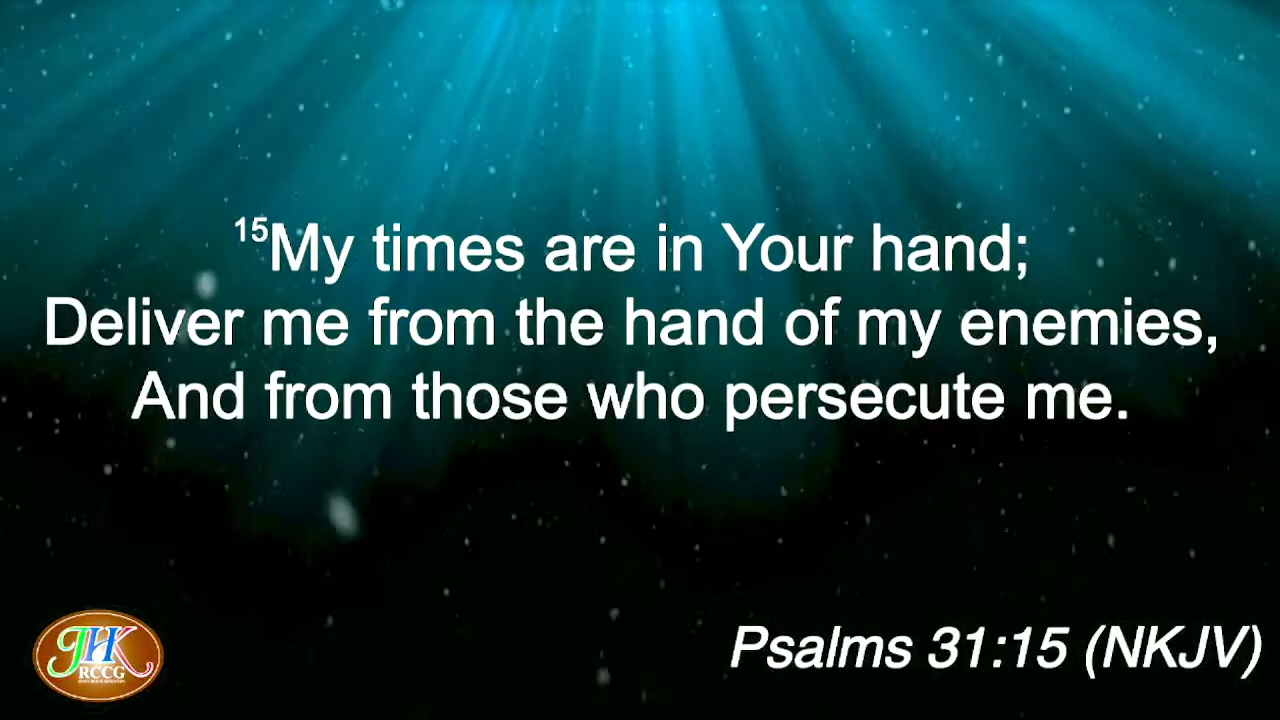 15My times are in Your hand;
Deliver me from the hand of my enemies,
And from those who persecute me.
JHK
RCCG
Psalms 31:15 (NKJV)